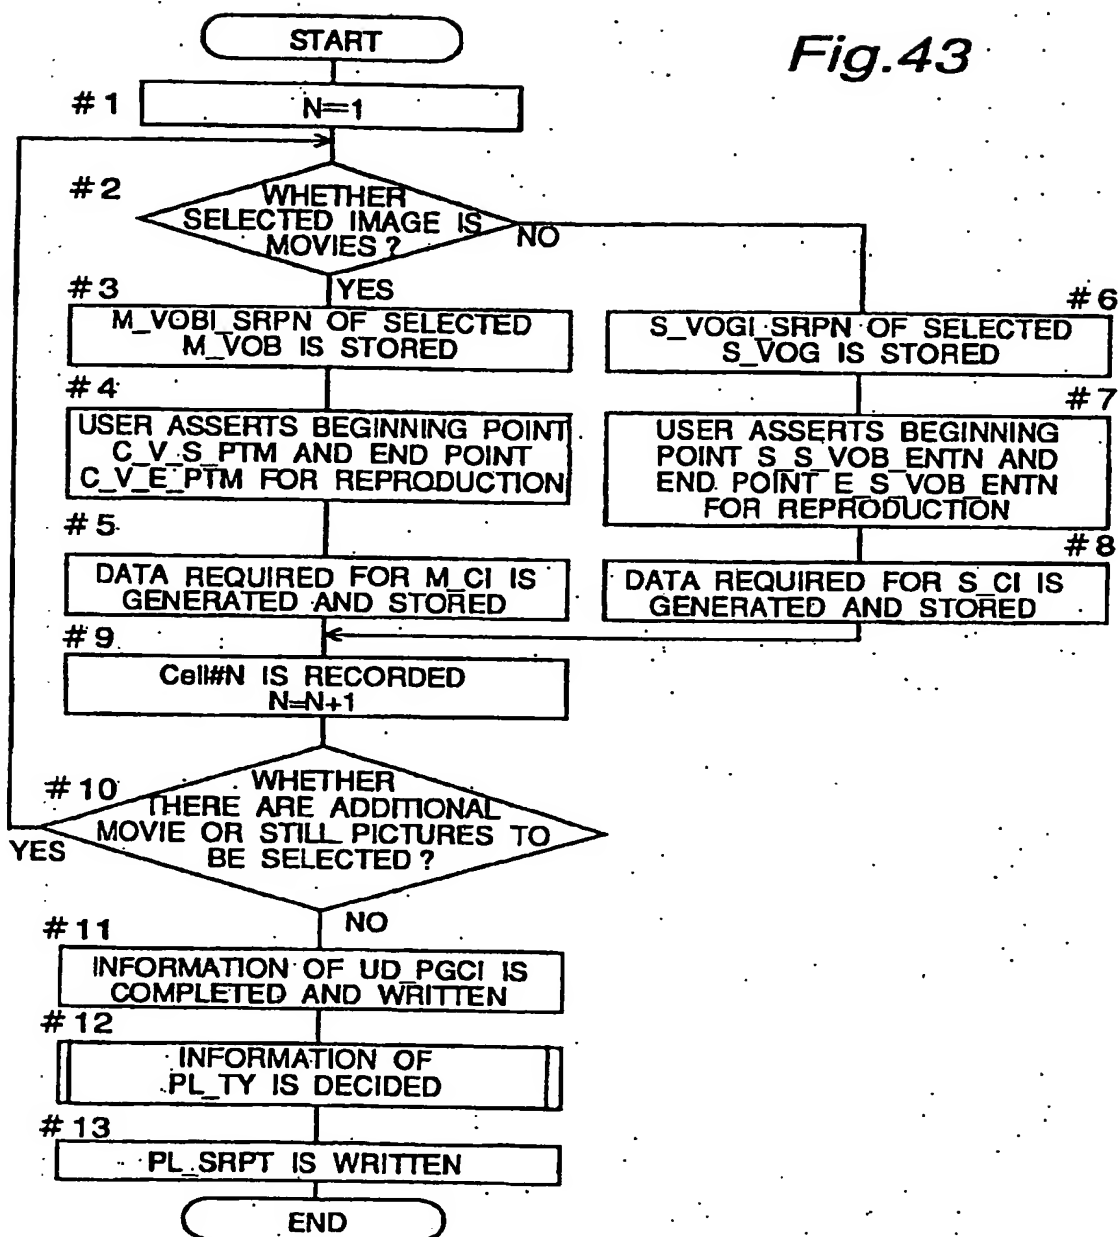 Fig.43
START
#1
N=1
#2
WHETHER
SELECTED IMAGE IS
MOVIES?
NO
YES
#3
M_VOBI_SRPN OF SELECTED
M_VOB IS STORED
#4
USER ASSERTS BEGINNING POINT
C_V_S_PTM AND END POINT
C_V_E_PTM FOR REPRODUCTION
#5
DATA REQUIRED FOR M_CI IS
GENERATED AND STORED
#6
S_VOGI_SRPN OF SELECTED
S_VOG IS STORED
#7
USER ASSERTS BEGINNING
POINT S_S_VOB_ENTN AND
END POINT E_S_VOB_ENTN
FOR REPRODUCTION
#8
DATA REQUIRED FOR S_CI IS
GENERATED AND STORED
#9
Cell#N IS RECORDED
N=N+1
#10
WHETHER
THERE ARE ADDITIONAL
MOVIE OR STILL PICTURES TO
BE SELECTED?
YES
NO
#11
INFORMATION OF UD_PGCI IS
COMPLETED AND WRITTEN
#12
INFORMATION OF
PL_TY IS DECIDED
#13
PL_SRPT IS WRITTEN
END